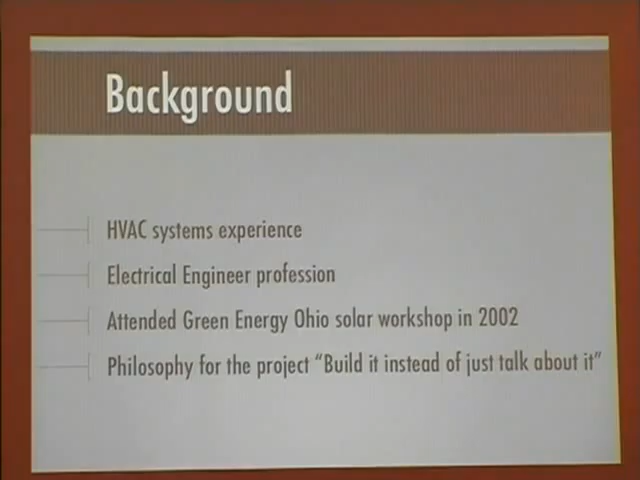 Background
HVAC systems experience
Electrical Engineer profession
Attended Green Energy Ohio solar workshop in 2002
Philosophy for the project “Build it instead of just talk about it”